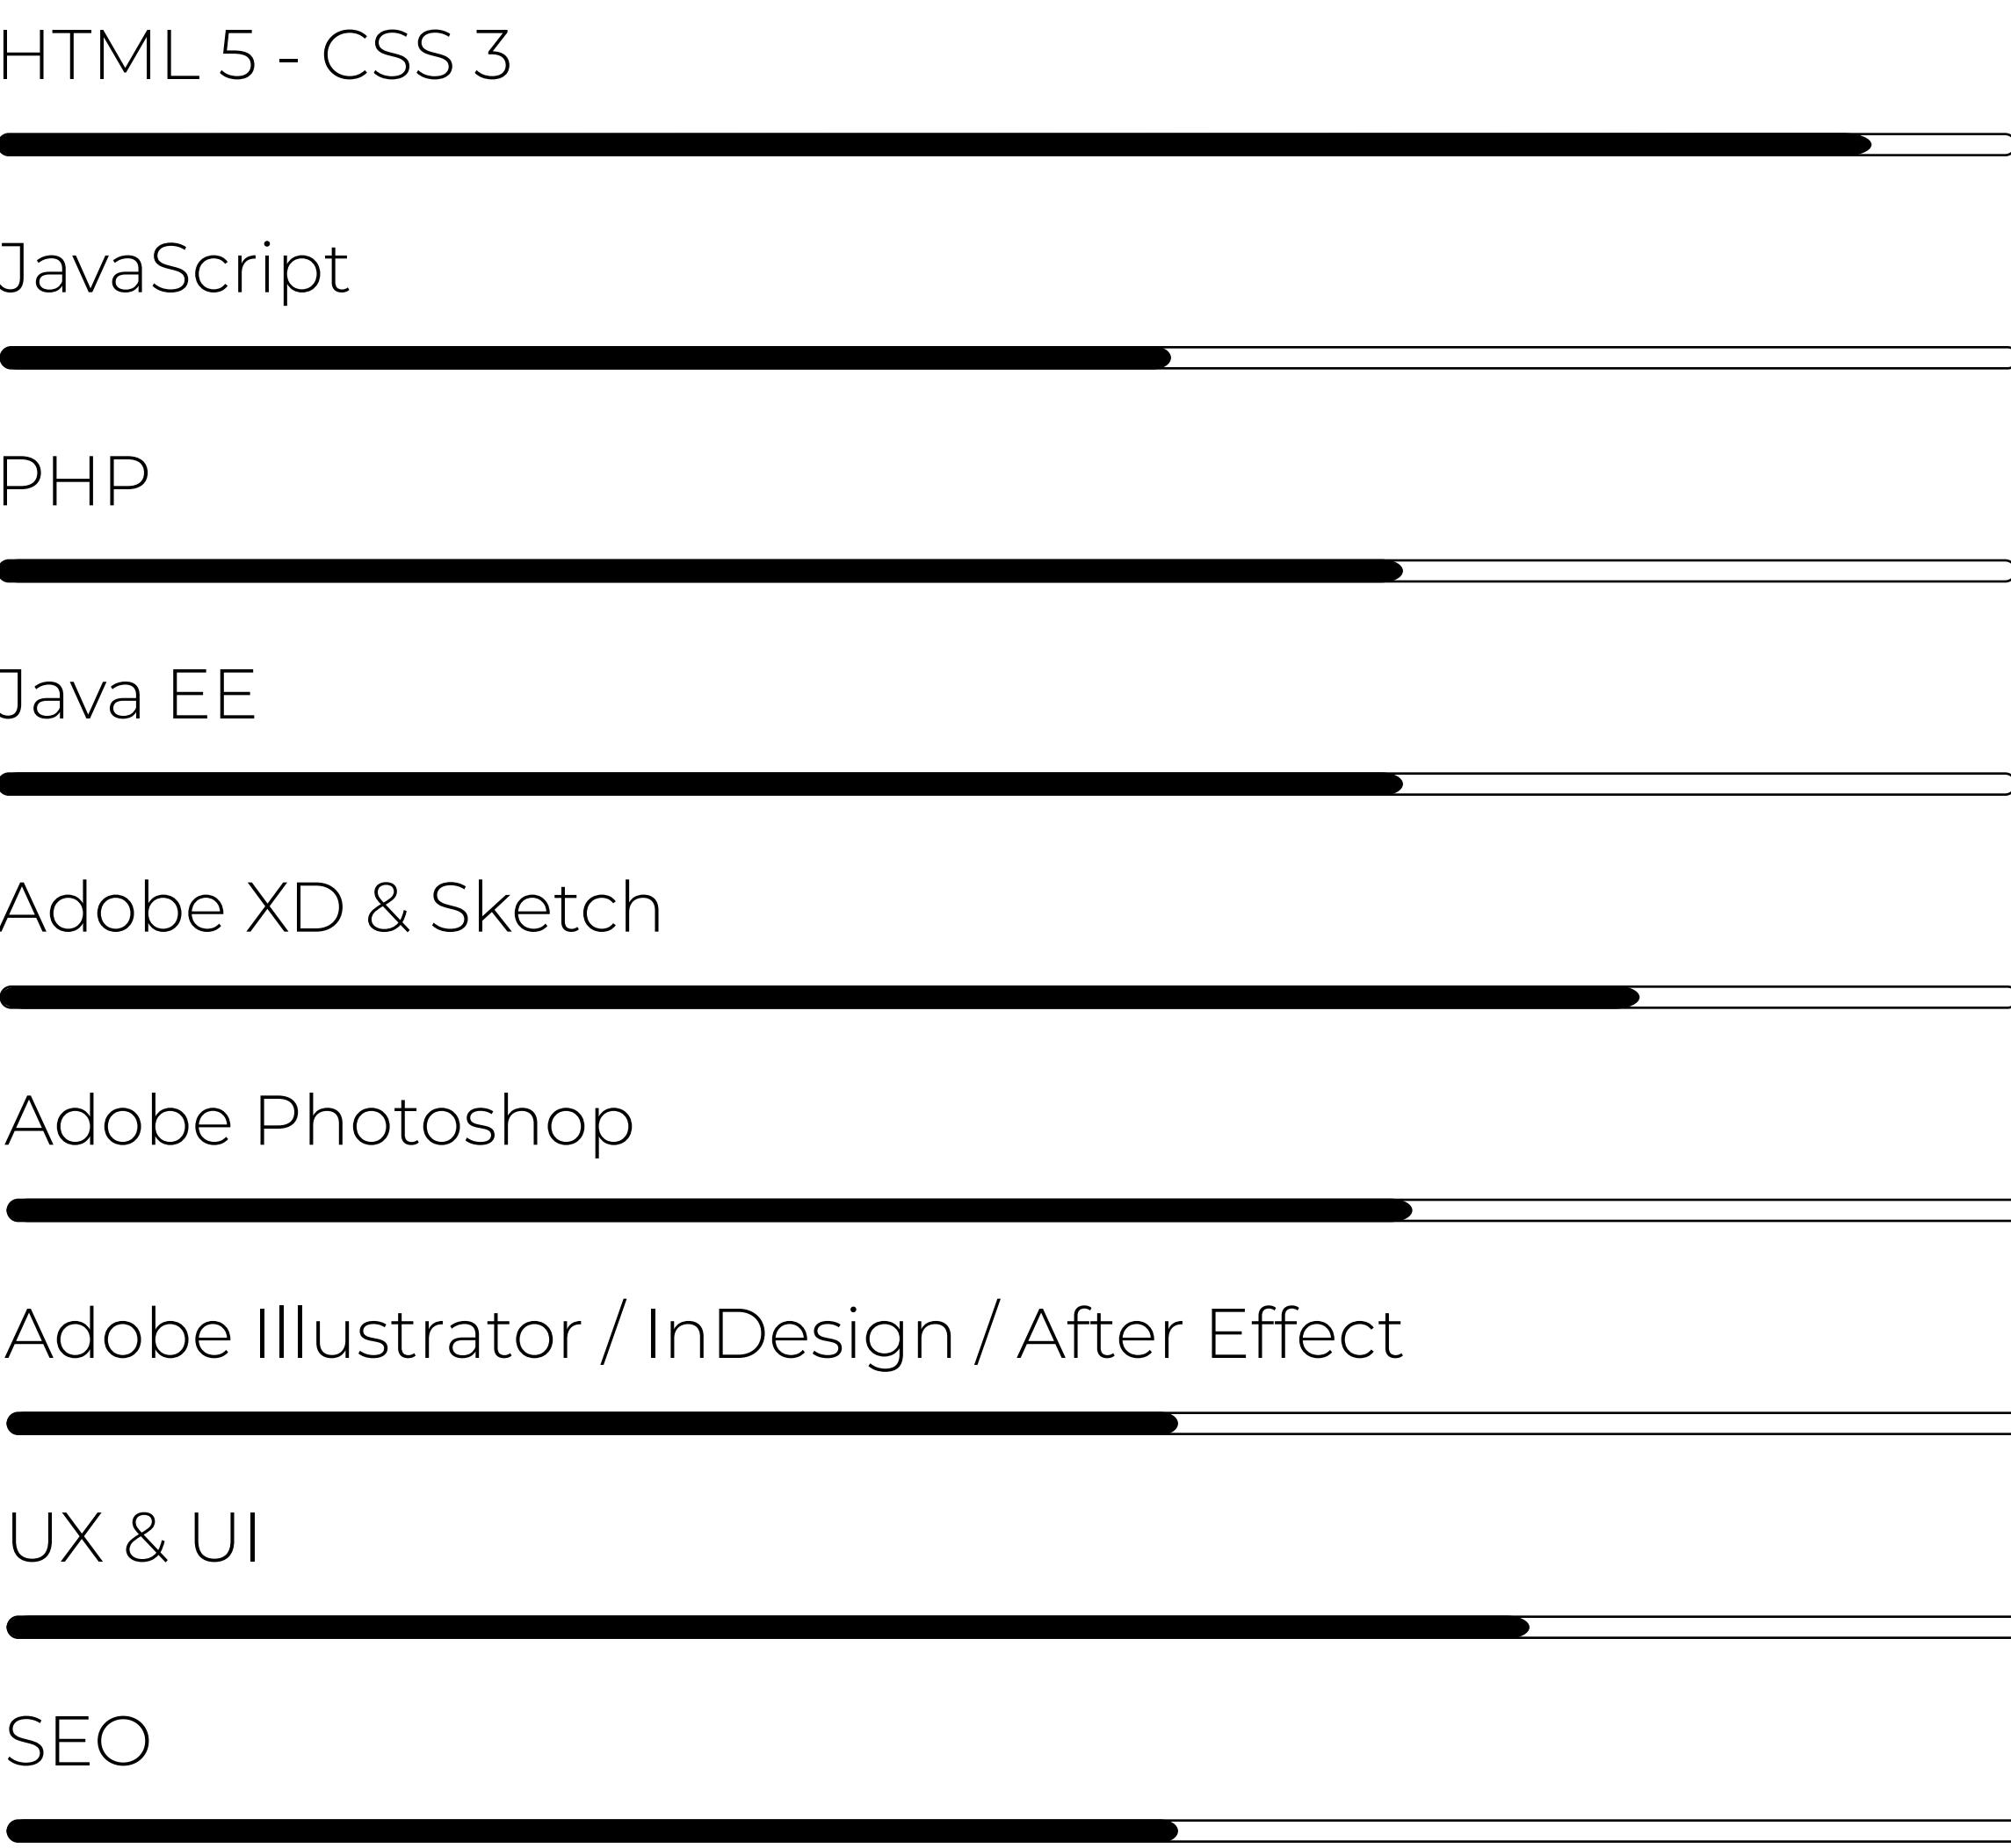 HTML 5 - CSS 3
JavaScript
PHP
Java EE
Adobe XD & Sketch
Adobe Photoshop
Adobe Illustrator / InDesign / After Effect
UX & UI
SEO